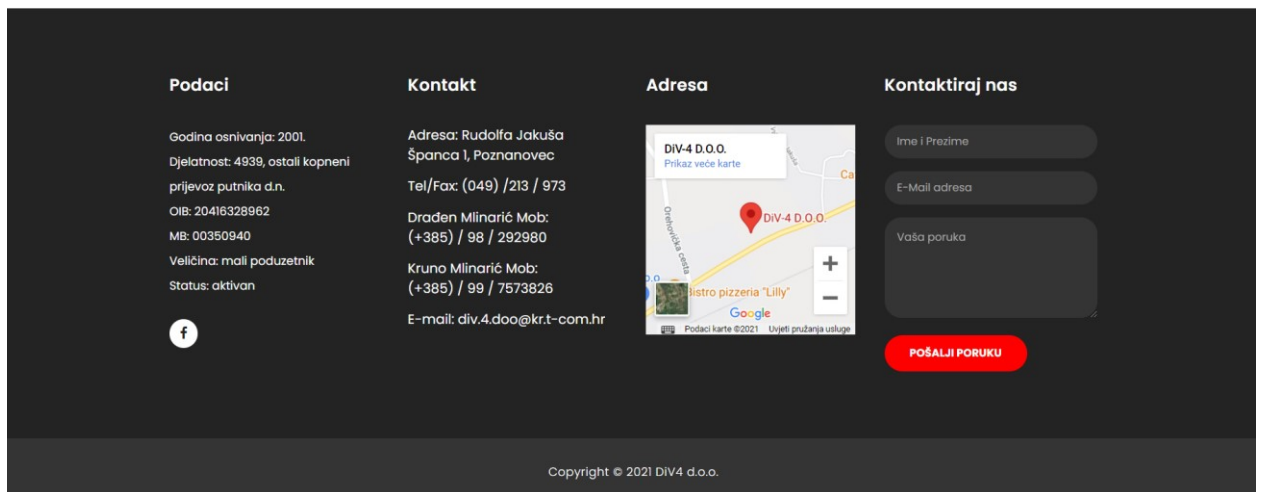 Podaci
Godina osnivanja: 2001.
Djelatnost: 4939, ostali kopneni
prijevoz putnika d.n.
OIB: 20416328962
MB: 00350940
Veličina: mali poduzetnik
Status: aktivan
f
Kontakt
Adresa: Rudolfa Jakuša
Španca 1, Poznanovec
Tel/Fax: (049) /213 / 973
Drađen Mlinarić Mob:
(+385) / 98 / 292980
Kruno Mlinarić Mob:
(+385) / 99 / 7573826
E-mail: div.4.doo@kr.t-com.hr
Adresa
DiV-4 D.O.O.
Prikaz veće karte
Ca
DiV-4 D.O.O.
Orehovička cesta
Bistro pizzeria "Lilly"
+
−
Google
Podaci karte ©2021 Uvjeti pružanja usluge
Kontaktiraj nas
Ime i Prezime
E-Mail adresa
Vaša poruka
POŠALJI PORUKU
Copyright © 2021 DiV4 d.o.o.